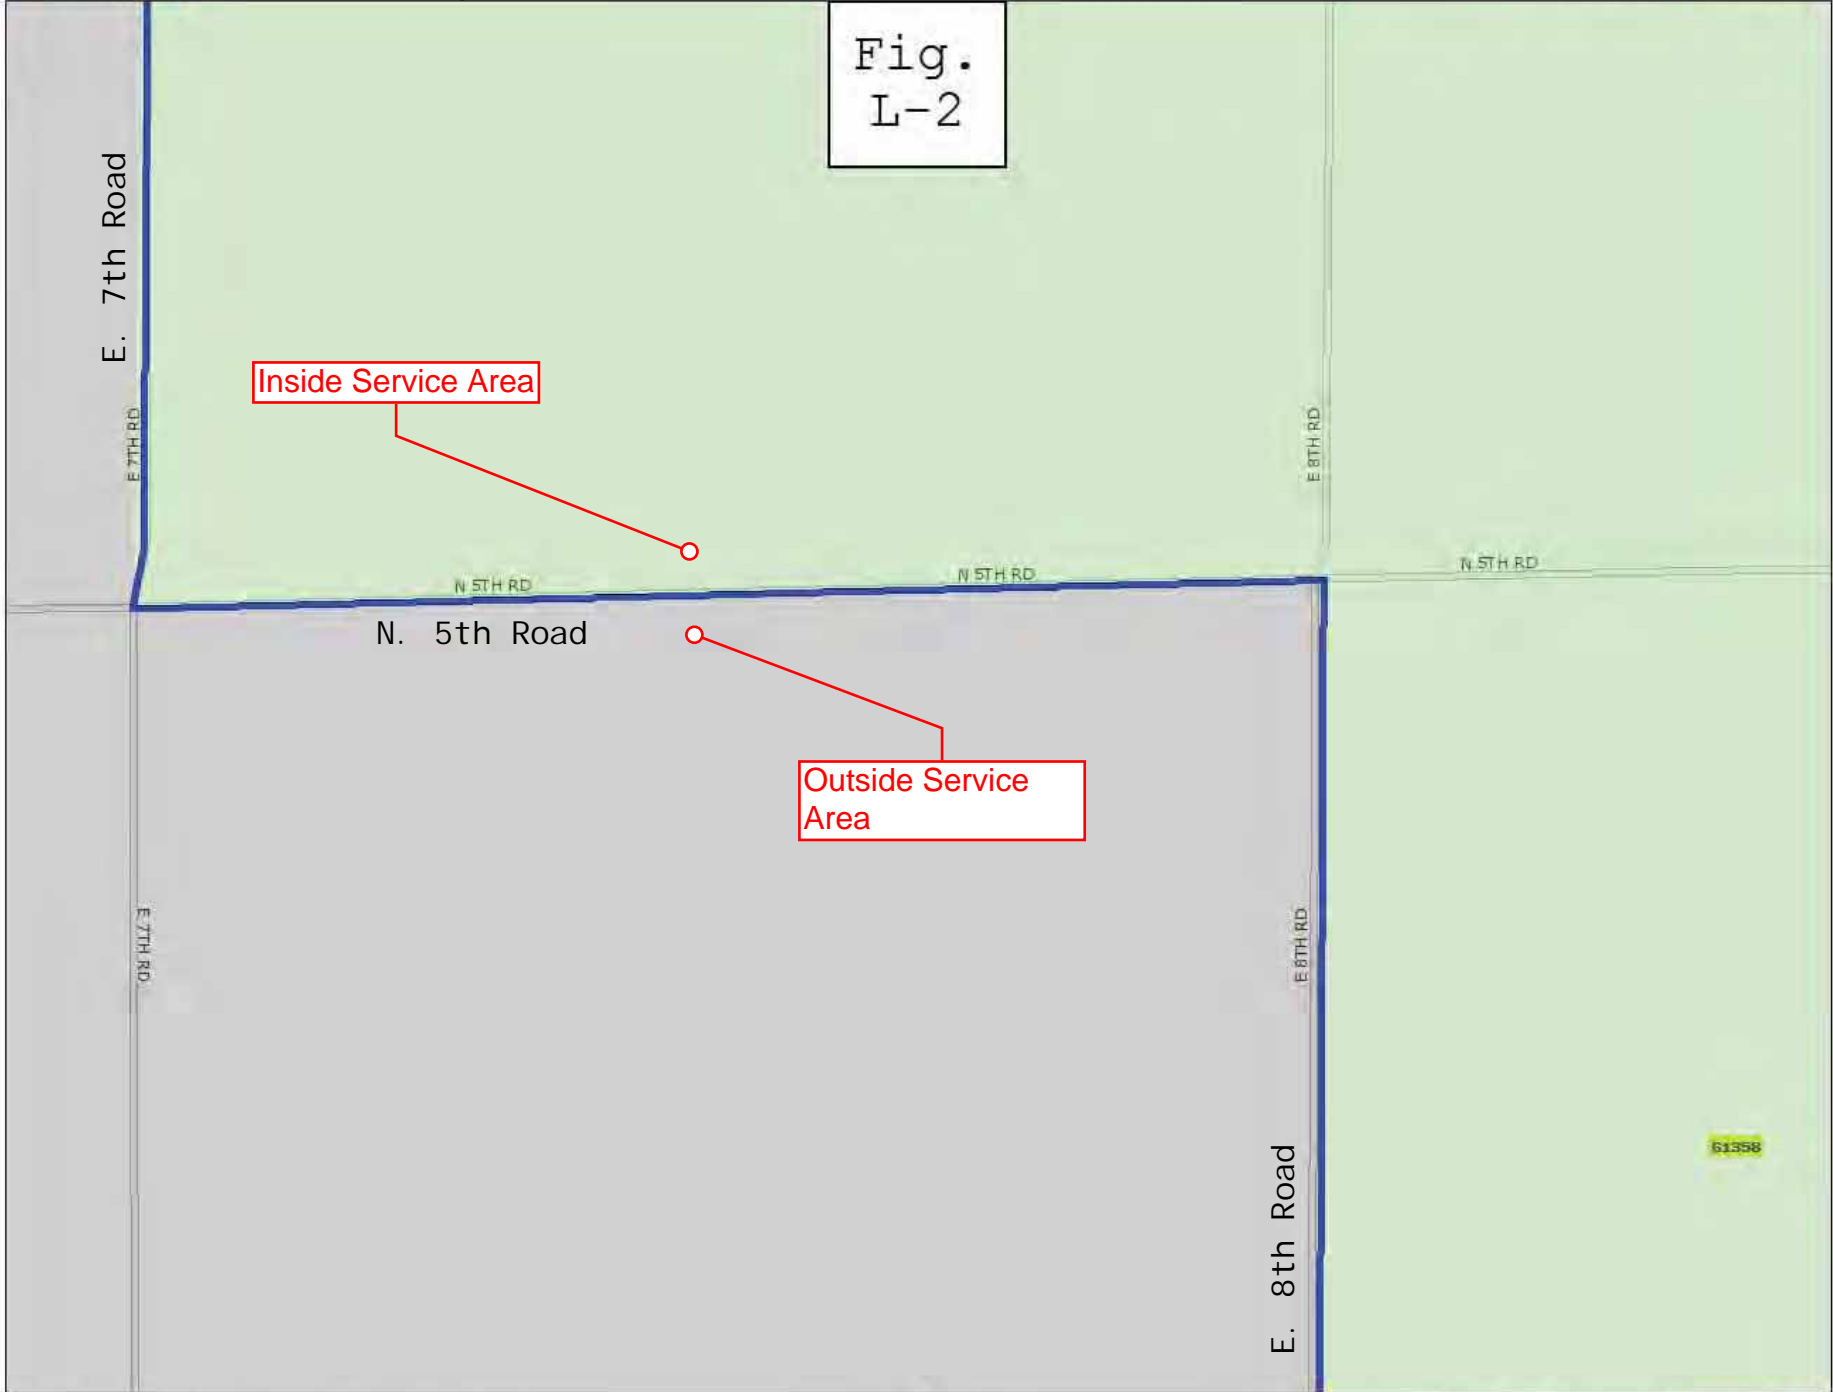 Fig.
L-2
E. 7th Road
Inside Service Area
E 7TH RD
E 8TH RD
N 5TH RD
N 5TH RD
N 5TH RD
N. 5th Road
Outside Service
Area
E 7TH RD
E 8TH RD
61358
E. 8th Road